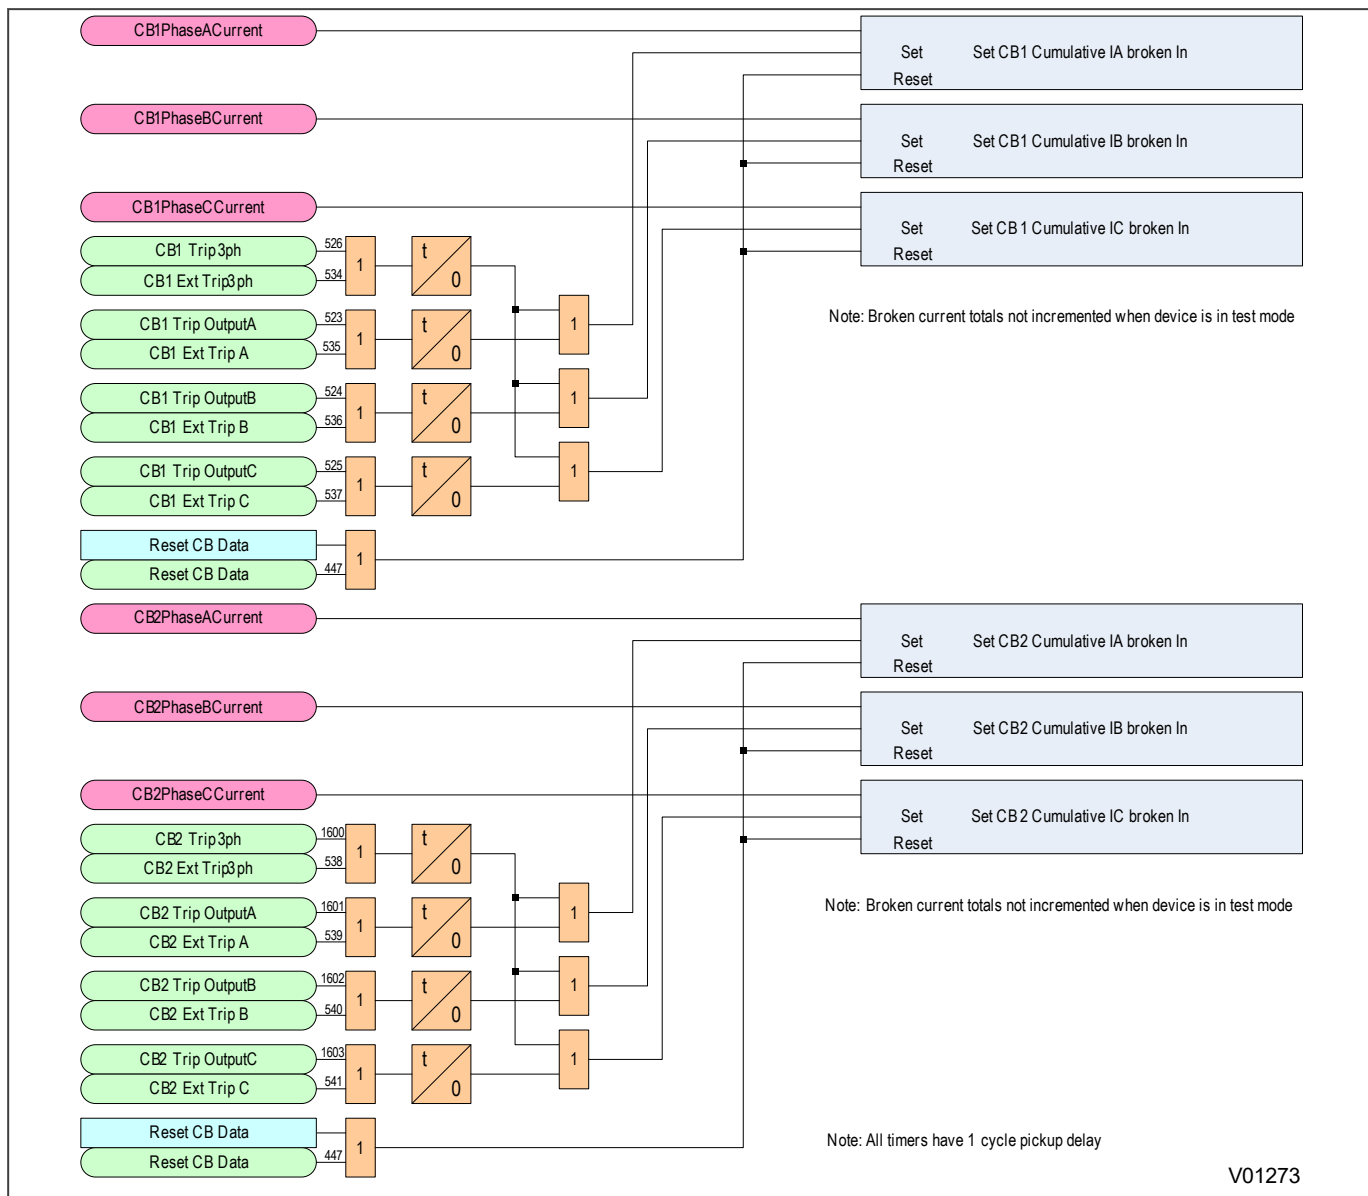 CB1PhaseACurrent
Set Set CB1 Cumulative IA broken In
Reset
CB1PhaseBCurrent
Set Set CB1 Cumulative IB broken In
Reset
CB1PhaseCCurrent
Set Set CB1 Cumulative IC broken In
Reset
CB1 Trip3ph 526
CB1 Ext Trip3ph 534
1
t
0
1
CB1 Trip OutputA 523
CB1 Ext Trip A 535
1
t
0
Note: Broken current totals not incremented when device is in test mode
CB1 Trip OutputB 524
CB1 Ext Trip B 536
1
t
0
1
CB1 Trip OutputC 525
CB1 Ext Trip C 537
1
t
0
1
Reset CB Data
Reset CB Data 447
1
CB2PhaseACurrent
Set Set CB2 Cumulative IA broken In
Reset
CB2PhaseBCurrent
Set Set CB2 Cumulative IB broken In
Reset
CB2PhaseCCurrent
Set Set CB2 Cumulative IC broken In
Reset
CB2 Trip3ph 1600
CB2 Ext Trip3ph 538
1
t
0
1
CB2 Trip OutputA 1601
CB2 Ext Trip A 539
1
t
0
Note: Broken current totals not incremented when device is in test mode
CB2 Trip OutputB 1602
CB2 Ext Trip B 540
1
t
0
1
CB2 Trip OutputC 1603
CB2 Ext Trip C 541
1
t
0
1
Reset CB Data
Reset CB Data 447
1
Note: All timers have 1 cycle pickup delay
V01273